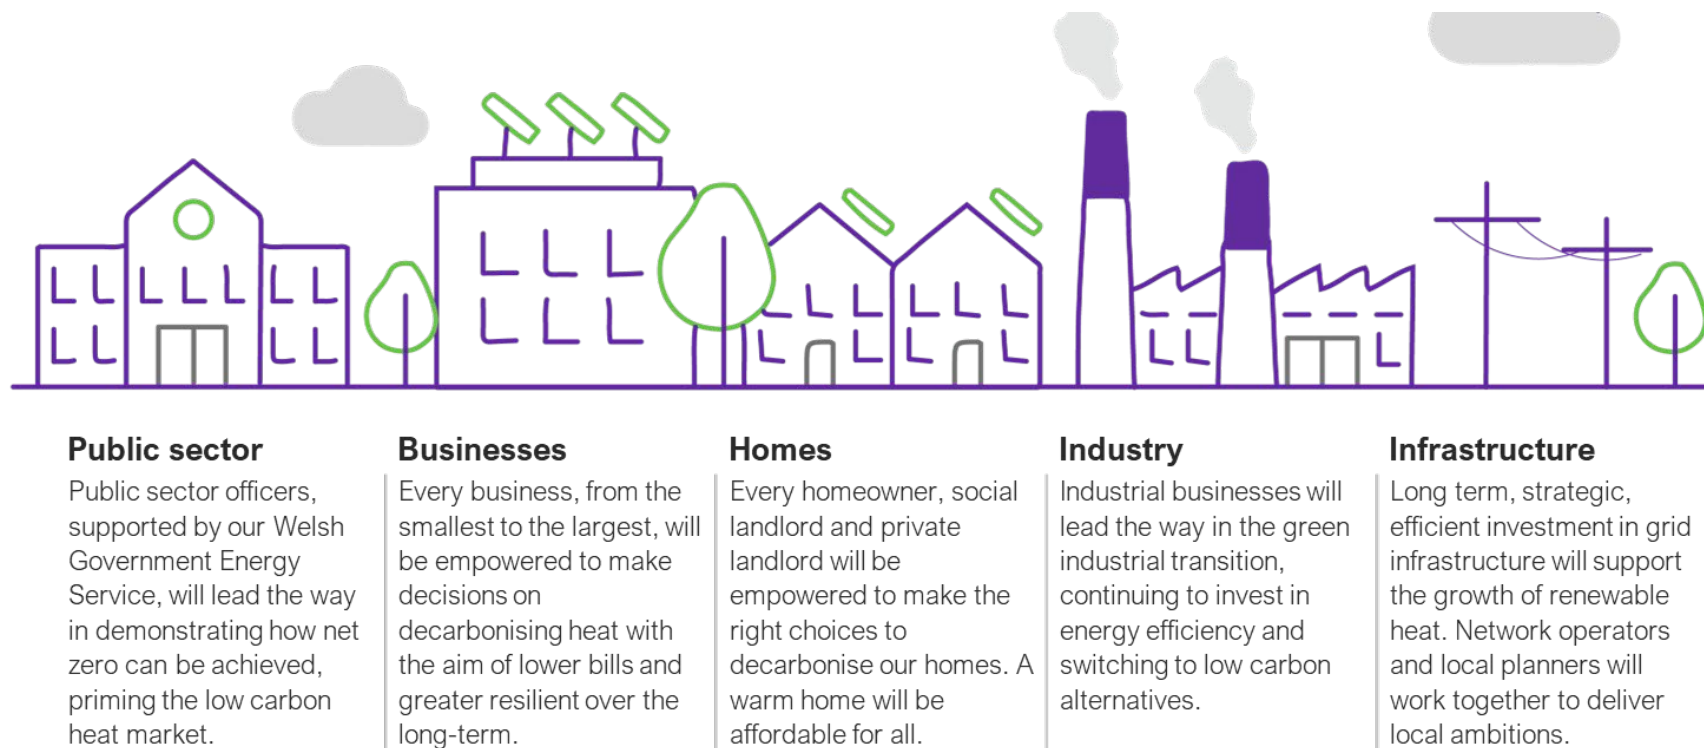 Public sector
Public sector officers,
supported by our Welsh
Government Energy
Service, will lead the way
in demonstrating how net
zero can be achieved,
priming the low carbon
heat market.
Businesses
Every business, from the
smallest to the largest, will
be empowered to make
decisions on
decarbonising heat with
the aim of lower bills and
greater resilient over the
long-term.
Homes
Every homeowner, social
landlord and private
landlord will be
empowered to make the
right choices to
decarbonise our homes. A
warm home will be
affordable for all.
Industry
Industrial businesses will
lead the way in the green
industrial transition,
continuing to invest in
energy efficiency and
switching to low carbon
alternatives.
Infrastructure
Long term, strategic,
efficient investment in grid
infrastructure will support
the growth of renewable
heat. Network operators
and local planners will
work together to deliver
local ambitions.